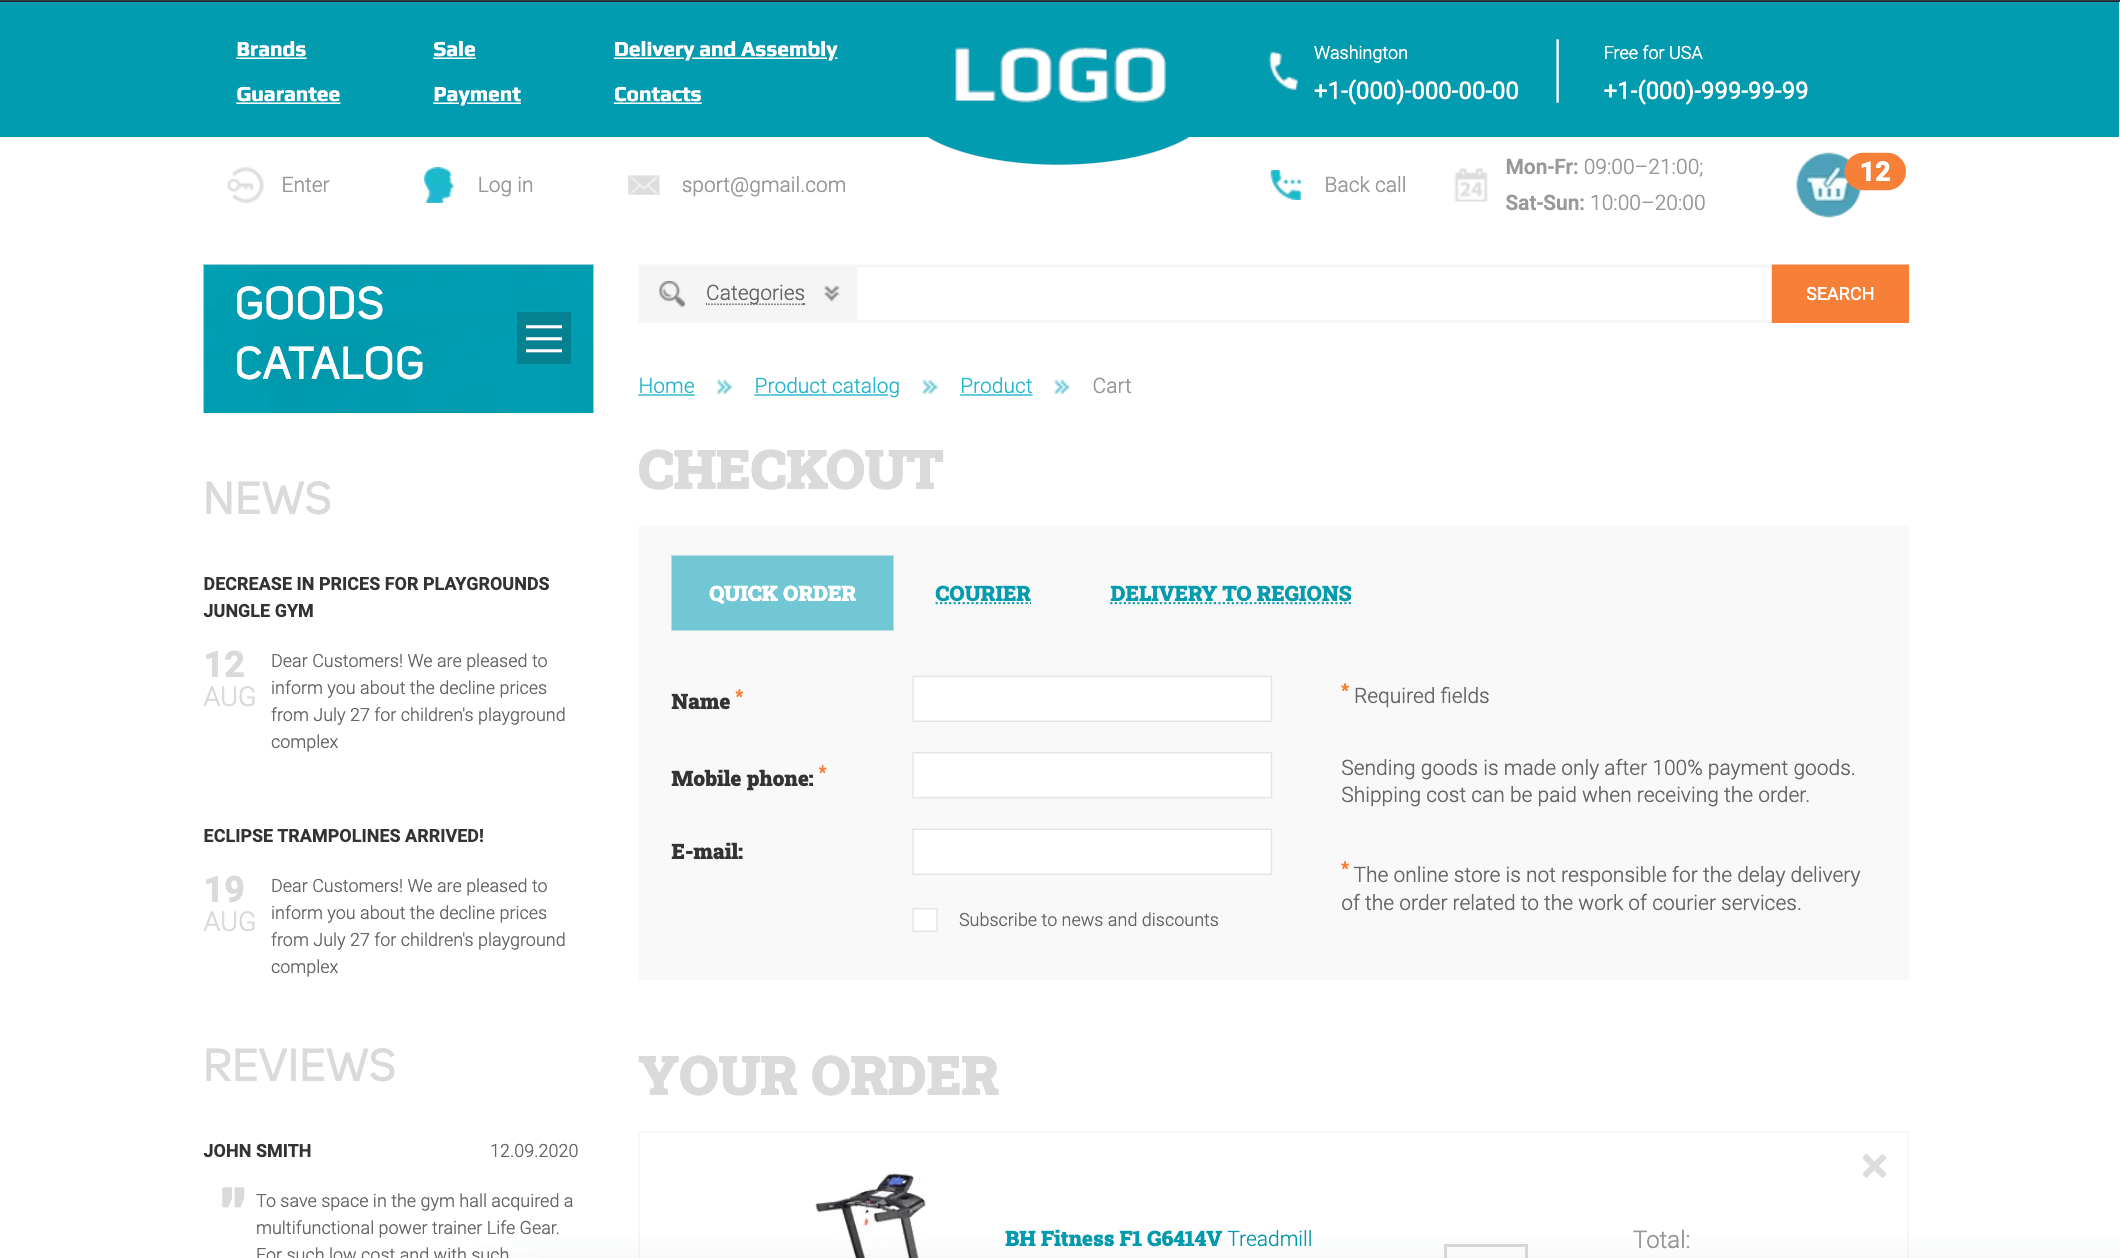 Brands
Sale
Delivery and Assembly
Guarantee
Payment
Contacts
LOGO
Washington
+1-(000)-000-00-00
Free for USA
+1-(000)-999-99-99
Enter
Log in
sport@gmail.com
Back call
24
Mon-Fr: 09:00–21:00;
Sat-Sun: 10:00–20:00
12
GOODS
CATALOG
Categories
SEARCH
Home » Product catalog » Product » Cart
NEWS
DECREASE IN PRICES FOR PLAYGROUNDS
JUNGLE GYM
12
AUG
Dear Customers! We are pleased to
inform you about the decline prices
from July 27 for children's playground
complex
ECLIPSE TRAMPOLINES ARRIVED!
19
AUG
Dear Customers! We are pleased to
inform you about the decline prices
from July 27 for children's playground
complex
REVIEWS
JOHN SMITH
12.09.2020
To save space in the gym hall acquired a
multifunctional power trainer Life Gear.
For such low cost and with such
CHECKOUT
QUICK ORDER
COURIER
DELIVERY TO REGIONS
Name *
Mobile phone: *
E-mail:
Subscribe to news and discounts
* Required fields
Sending goods is made only after 100% payment goods.
Shipping cost can be paid when receiving the order.
* The online store is not responsible for the delay delivery
of the order related to the work of courier services.
YOUR ORDER
BH Fitness F1 G6414V Treadmill
Total: